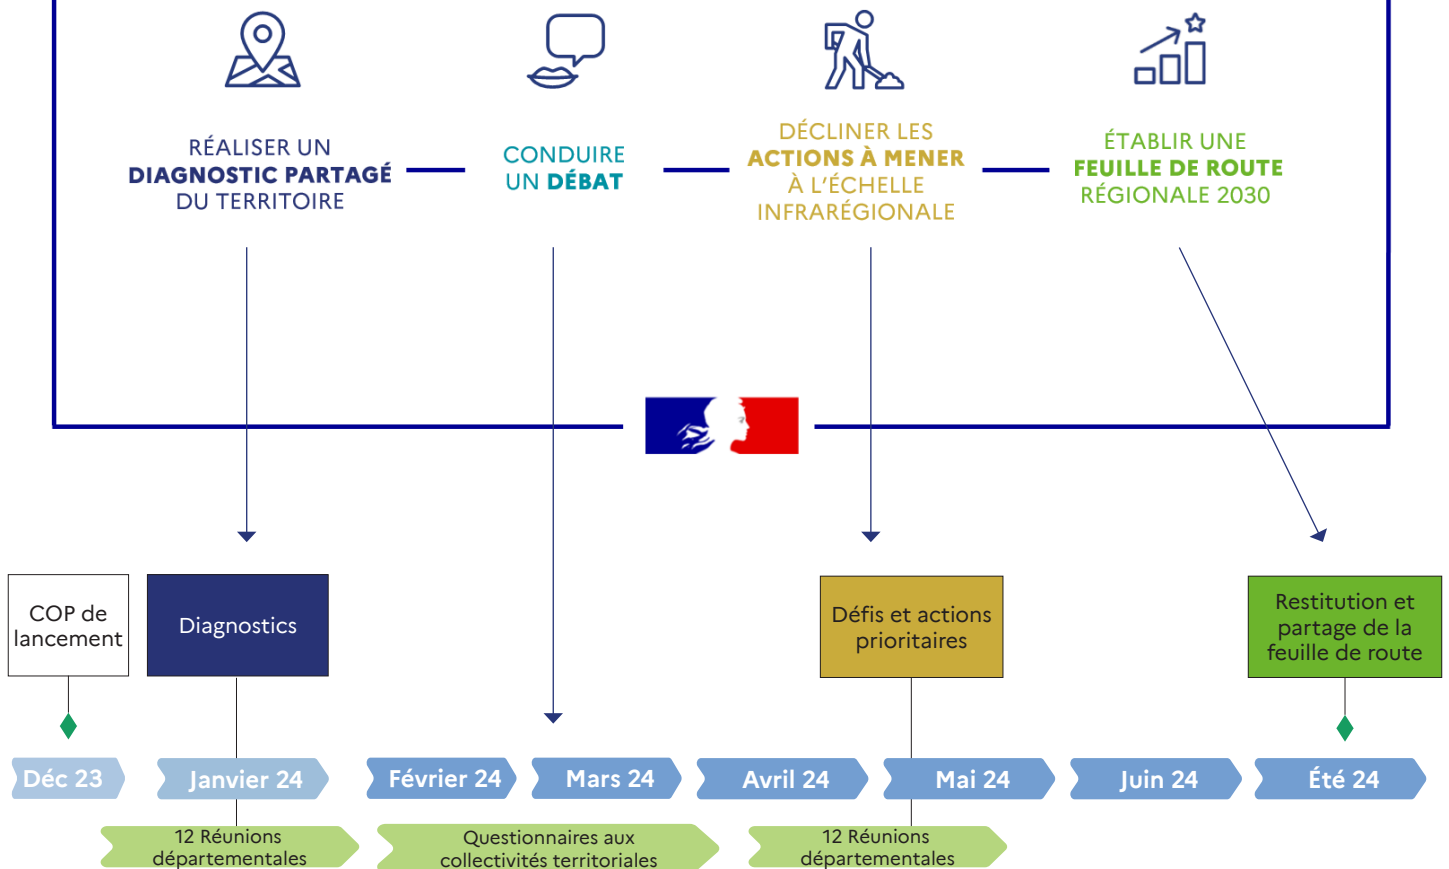 RÉALISER UN
DIAGNOSTIC PARTAGÉ
DU TERRITOIRE
CONDUIRE
UN DÉBAT
DÉCLINER LES
ACTIONS À MENER
À L'ÉCHELLE
INFRARÉGIONALE
ÉTABLIR UNE
FEUILLE DE ROUTE
RÉGIONALE 2030
COP de
lancement
Diagnostics
Défis et actions
prioritaires
Restitution et
partage de la
feuille de route
Déc 23
Janvier 24
Février 24
Mars 24
Avril 24
Mai 24
Juin 24
Été 24
12 Réunions
départementales
Questionnaires aux
collectivités territoriales
12 Réunions
départementales